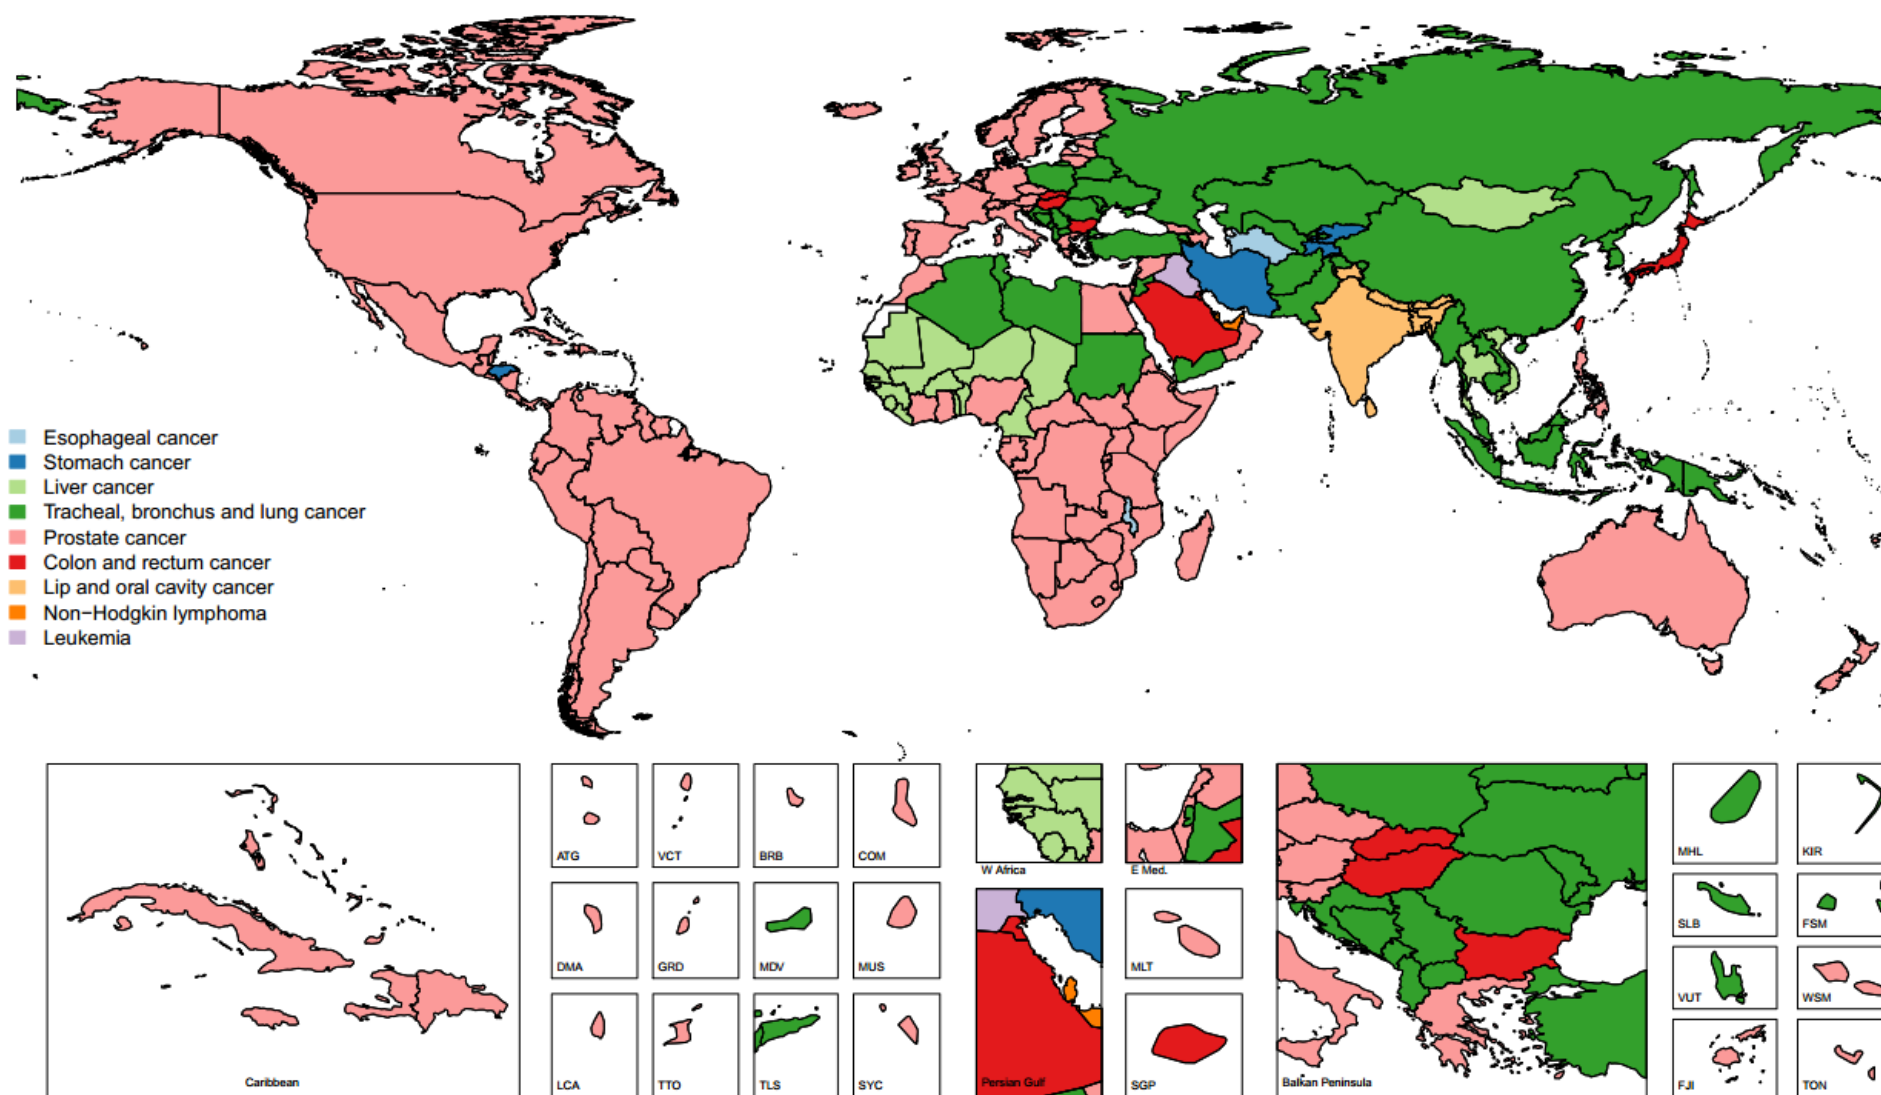 Esophageal cancer
Stomach cancer
Liver cancer
Tracheal, bronchus and lung cancer
Prostate cancer
Colon and rectum cancer
Lip and oral cavity cancer
Non−Hodgkin lymphoma
Leukemia
Caribbean
ATG
VCT
BRB
COM
DMA
GRD
MDV
MUS
LCA
TTO
TLS
SYC
W Africa
E Med.
Persian Gulf
MLT
SGP
Balkan Peninsula
MHL
KIR
SLB
FSM
VUT
WSM
FJI
TON